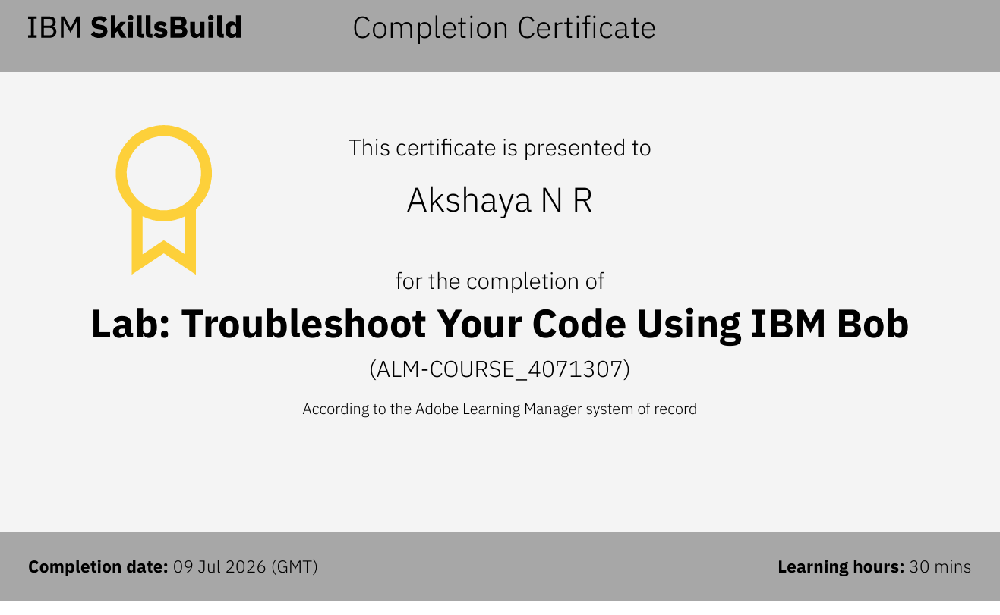 IBM SkillsBuild
Completion Certificate
This certificate is presented to
Akshaya N R
for the completion of
Lab: Troubleshoot Your Code Using IBM Bob
(ALM-COURSE_4071307)
According to the Adobe Learning Manager system of record
Completion date: 09 Jul 2026 (GMT)
Learning hours: 30 mins